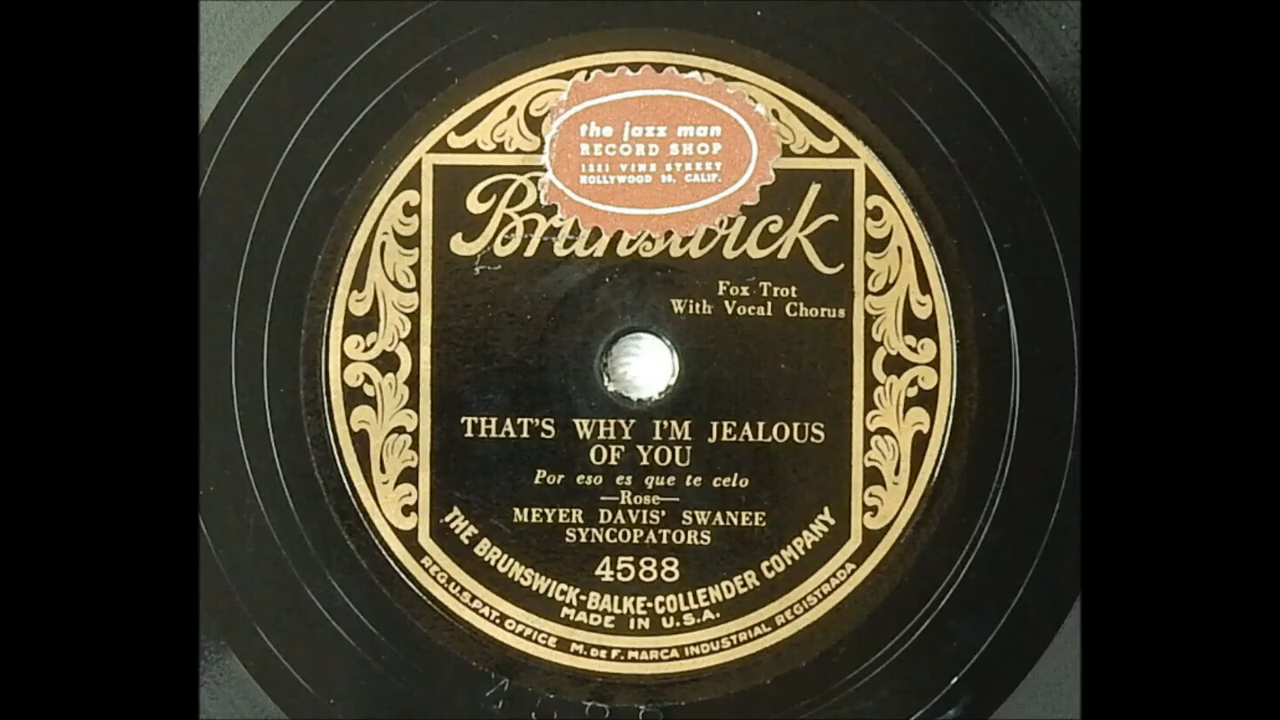 the jazz man
RECORD SHOP
1221 VINE STREET
HOLLYWOOD 38, CALIF.
Brunswick
Fox Trot
With Vocal Chorus
THAT'S WHY I'M JEALOUS
OF YOU
Por eso es que te celo
—Rose—
MEYER DAVIS' SWANEE
SYNCOPATORS
4588
THE BRUNSWICK-BALKE-COLLENDER COMPANY
MADE IN U.S.A.
REG. U.S. PAT. OFFICE M. DE F. MARCA INDUSTRIAL REGISTRADA